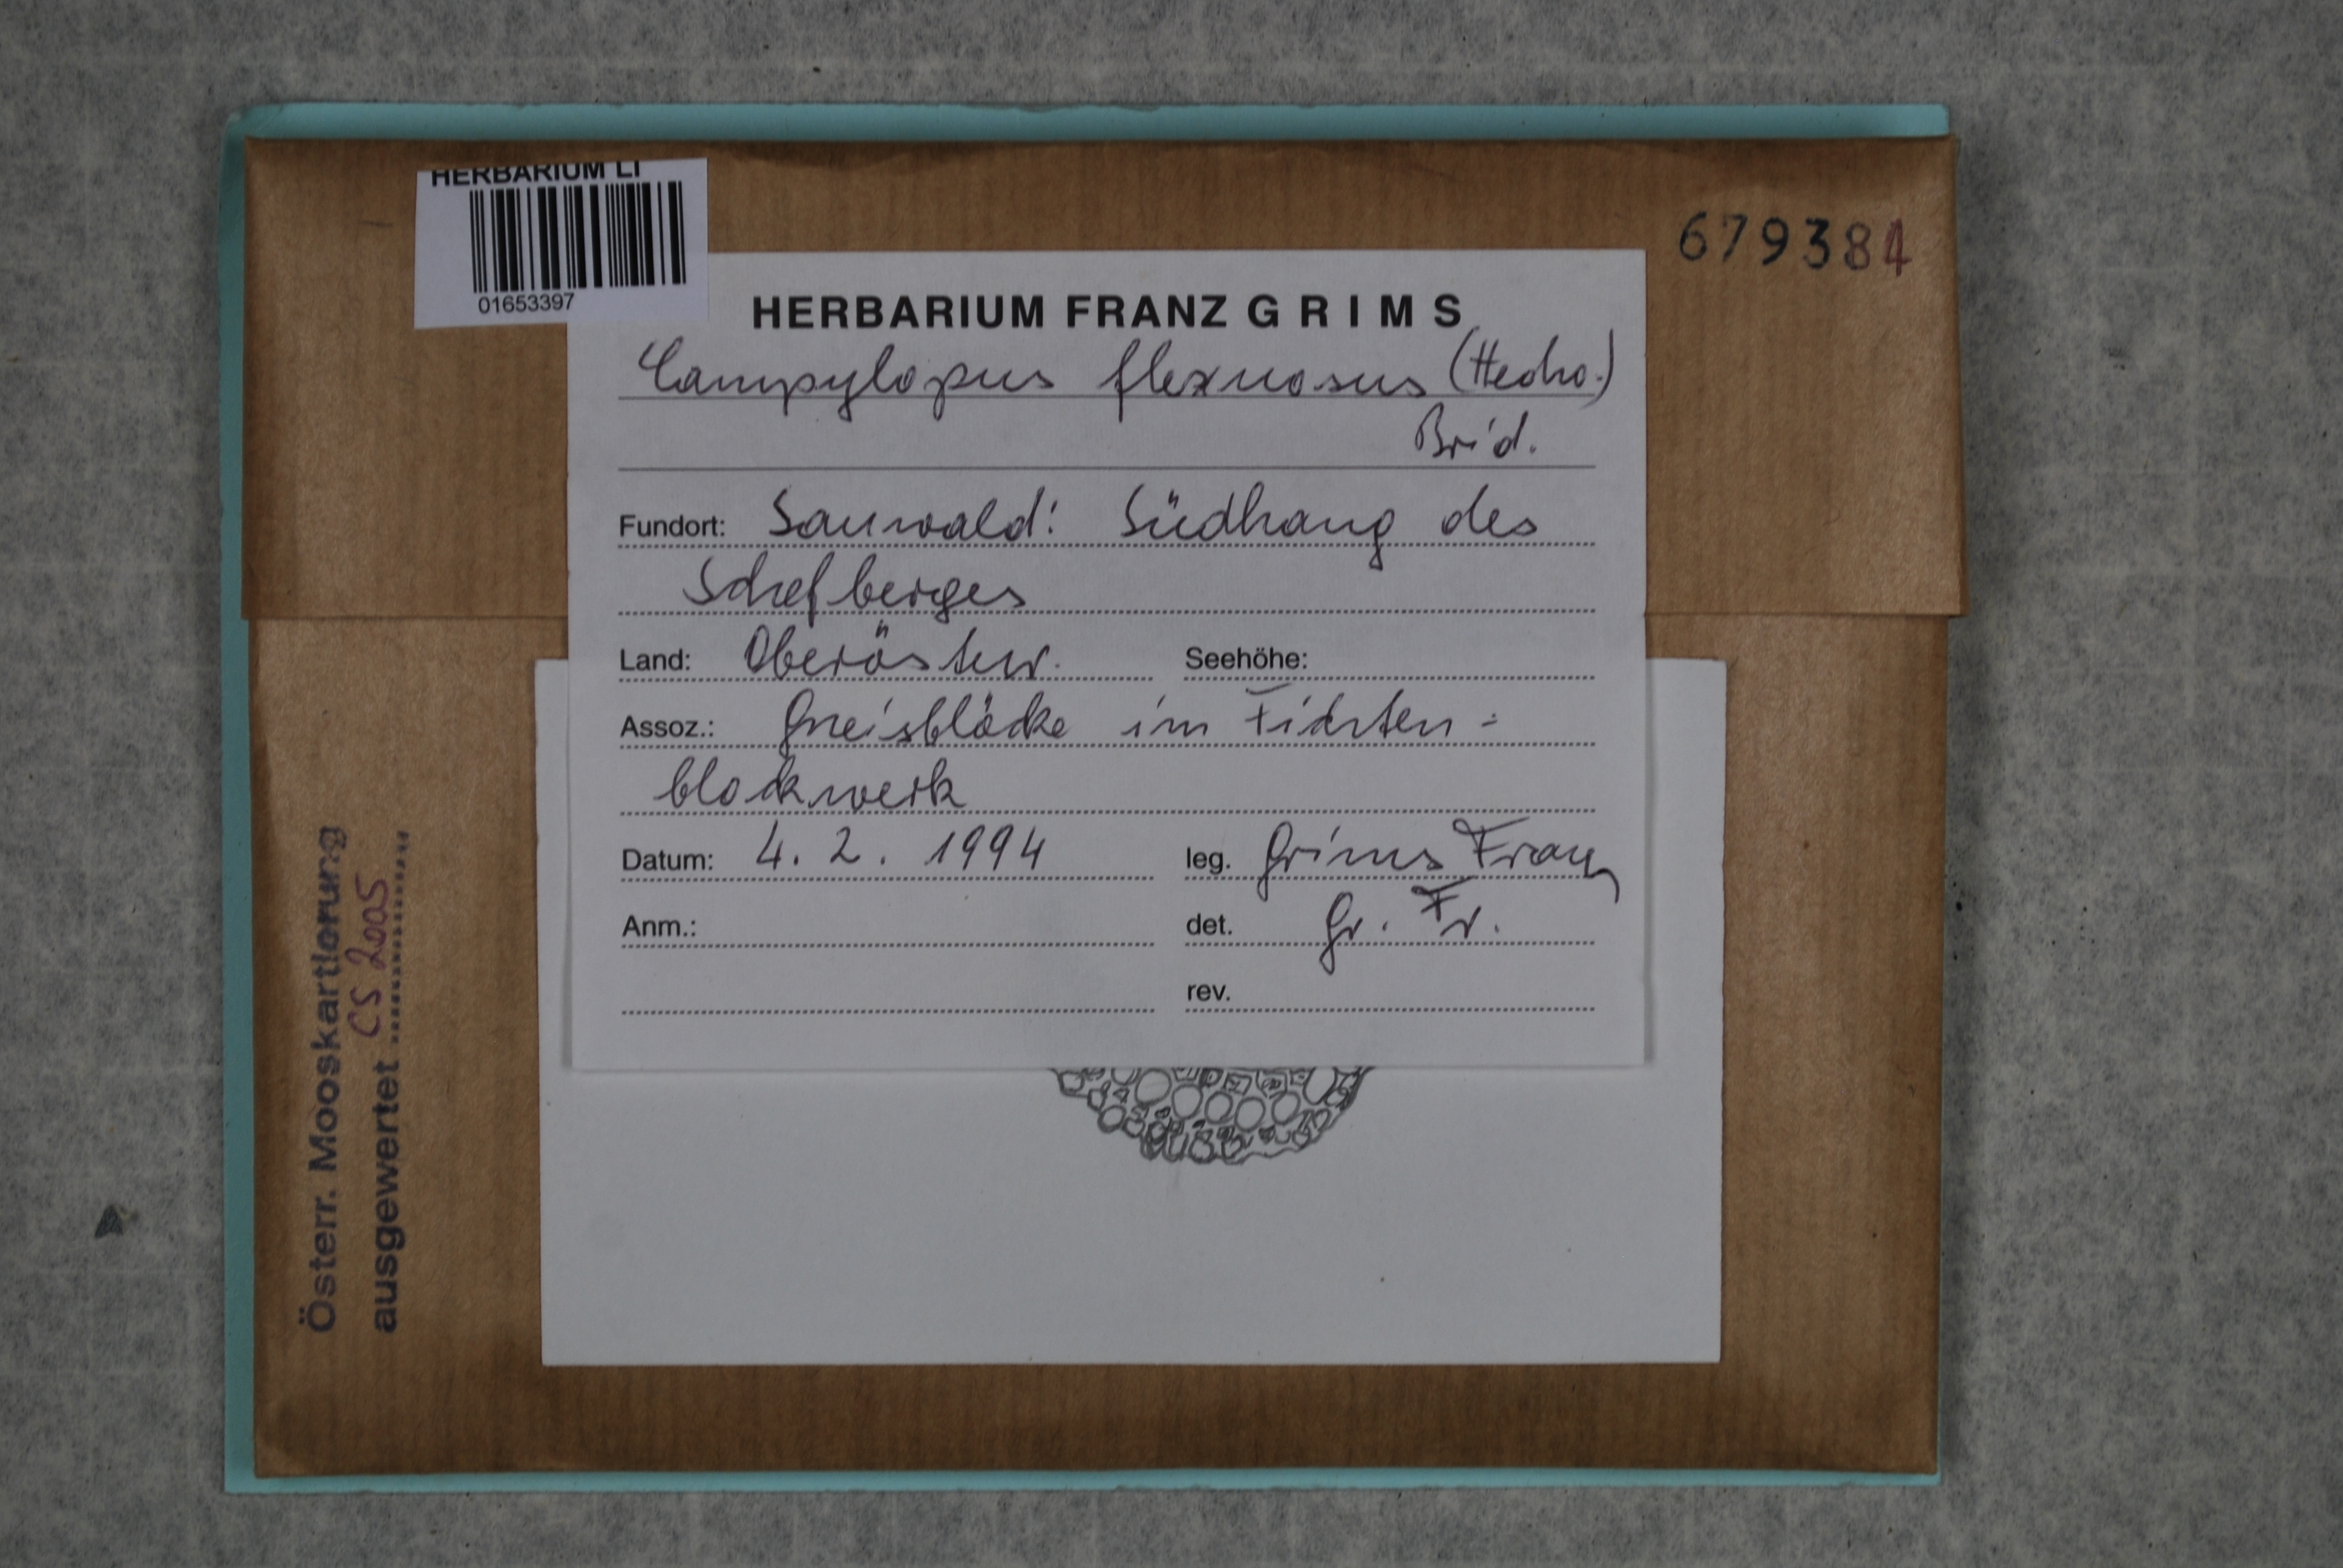 HERBARIUM LI
01653397
679384
HERBARIUM FRANZ GRIMS
Campylopus flexuosus (Hedw.)
Brid.
Fundort: Sauwald: Südhang des
Schefberges
Land: Oberösterr. Seehöhe:
Assoz.: Gneisblöcke im Fichten=
blockwerk
Datum: 4. 2. 1994 leg. Grims Franz
Anm.: det. Gr. Fr.
rev.
Österr. Mooskartierung
ausgewertet CS 2005